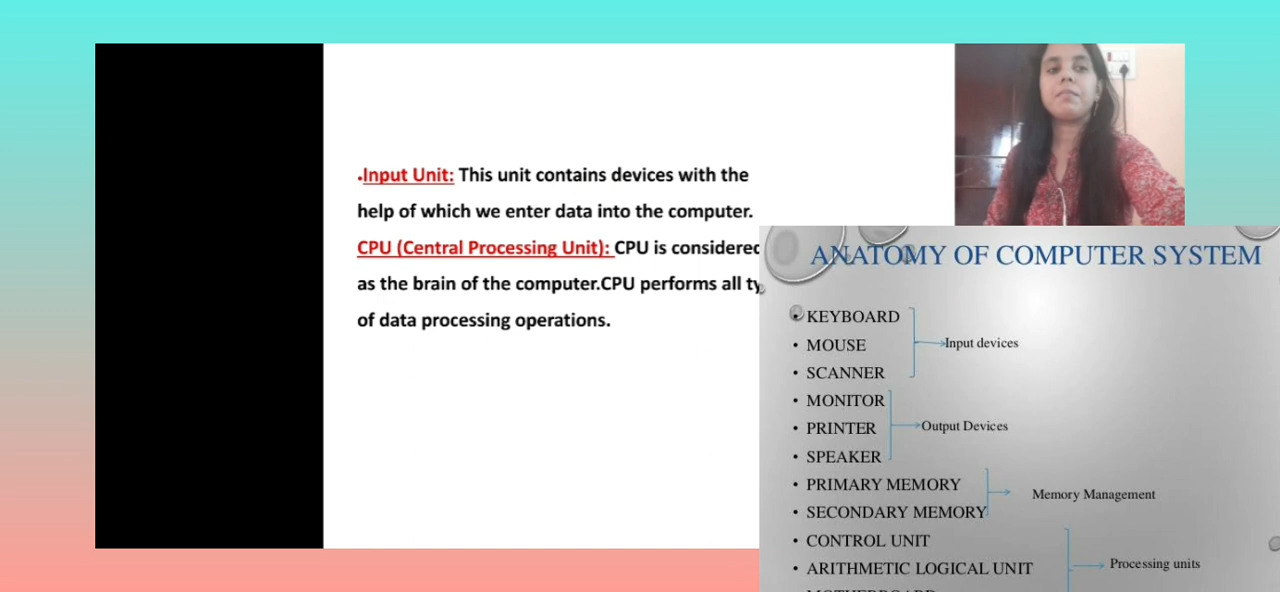 .Input Unit: This unit contains devices with the
help of which we enter data into the computer.
CPU (Central Processing Unit): CPU is considered
as the brain of the computer.CPU performs all
of data processing operations.
ANATOMY OF COMPUTER SYSTEM
• KEYBOARD
• MOUSE
• SCANNER
Input devices
• MONITOR
• PRINTER
• SPEAKER
Output Devices
• PRIMARY MEMORY
• SECONDARY MEMORY
Memory Management
• CONTROL UNIT
• ARITHMETIC LOGICAL UNIT
Processing units